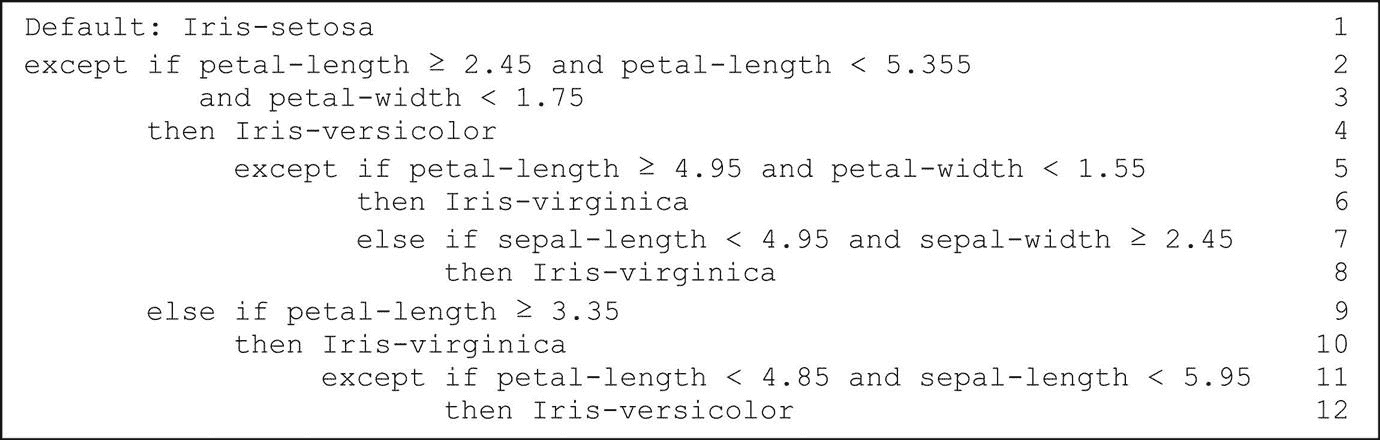 Default: Iris-setosa 1
except if petal-length ≥ 2.45 and petal-length < 5.355 2
and petal-width < 1.75 3
then Iris-versicolor 4
except if petal-length ≥ 4.95 and petal-width < 1.55 5
then Iris-virginica 6
else if sepal-length < 4.95 and sepal-width ≥ 2.45 7
then Iris-virginica 8
else if petal-length ≥ 3.35 9
then Iris-virginica 10
except if petal-length < 4.85 and sepal-length < 5.95 11
then Iris-versicolor 12